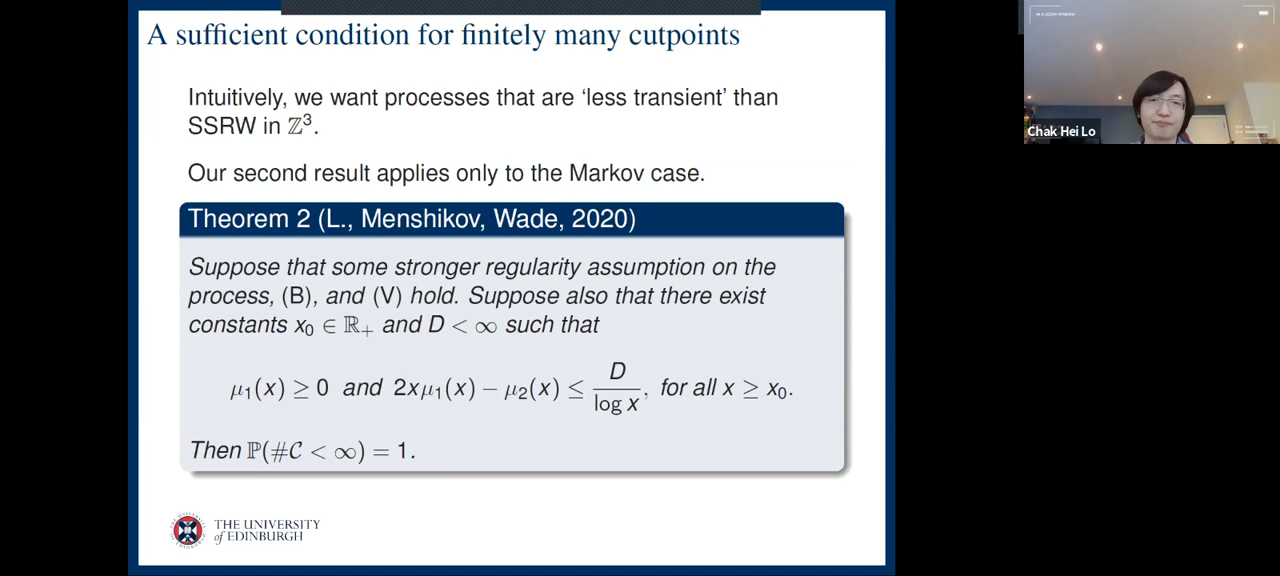 A sufficient condition for finitely many cutpoints
Intuitively, we want processes that are ‘less transient’ than
SSRW in ℤ³.
Our second result applies only to the Markov case.
Theorem 2 (L., Menshikov, Wade, 2020)
Suppose that some stronger regularity assumption on the
process, (B), and (V) hold. Suppose also that there exist
constants x₀ ∈ ℝ₊ and D < ∞ such that
μ₁(x) ≥ 0 and 2xμ₁(x) − μ₂(x) ≤ D / log x, for all x ≥ x₀.
Then ℙ(#𝒞 < ∞) = 1.
THE UNIVERSITY
of EDINBURGH
Chak Hei Lo